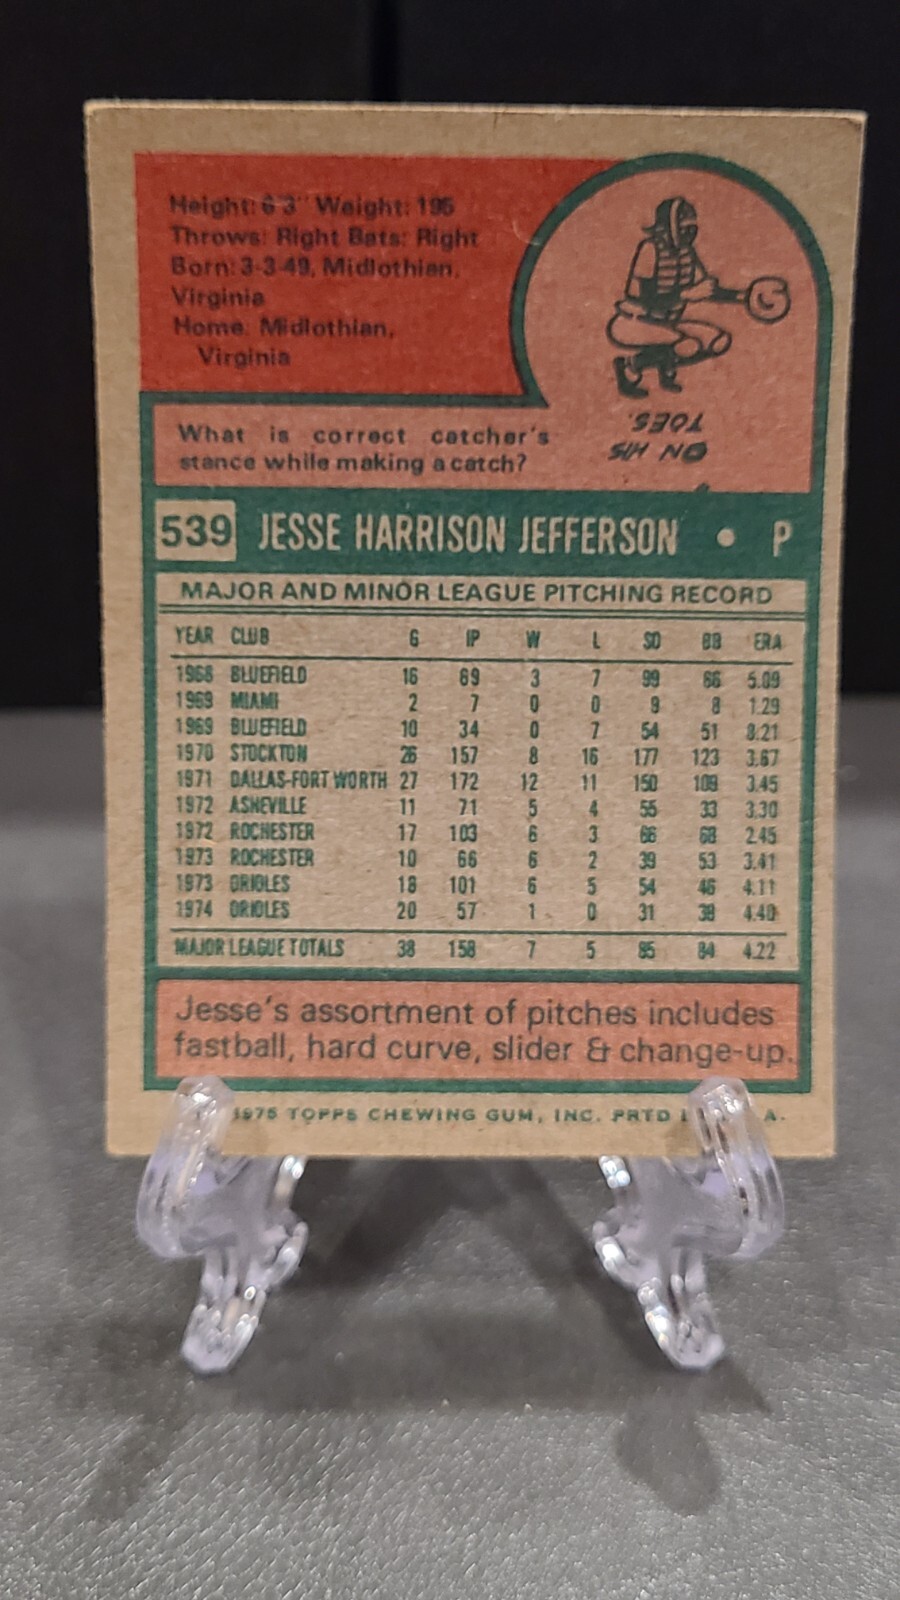 Height: 6'3" Weight: 195
Throws: Right Bats: Right
Born: 3-3-49, Midlothian,
Virginia
Home: Midlothian,
Virginia
ON HIS
TOES.
What is correct catcher's
stance while making a catch?
539 JESSE HARRISON JEFFERSON • P
MAJOR AND MINOR LEAGUE PITCHING RECORD
YEAR CLUB G IP W L SO BB ERA
1968 BLUEFIELD 16 69 3 7 99 66 5.09
1969 MIAMI 2 7 0 0 9 8 1.29
1969 BLUEFIELD 10 34 0 7 54 51 8.21
1970 STOCKTON 26 157 8 16 177 123 3.67
1971 DALLAS-FORT WORTH 27 172 12 11 150 109 3.45
1972 ASHEVILLE 11 71 5 4 55 33 3.30
1972 ROCHESTER 17 103 6 3 66 68 2.45
1973 ROCHESTER 10 66 6 2 39 53 3.41
1973 ORIOLES 18 101 6 5 54 46 4.11
1974 ORIOLES 20 57 1 0 31 38 4.40
MAJOR LEAGUE TOTALS 38 158 7 5 85 84 4.22
Jesse's assortment of pitches includes
fastball, hard curve, slider & change-up.
1975 TOPPS CHEWING GUM, INC. PRTD A.